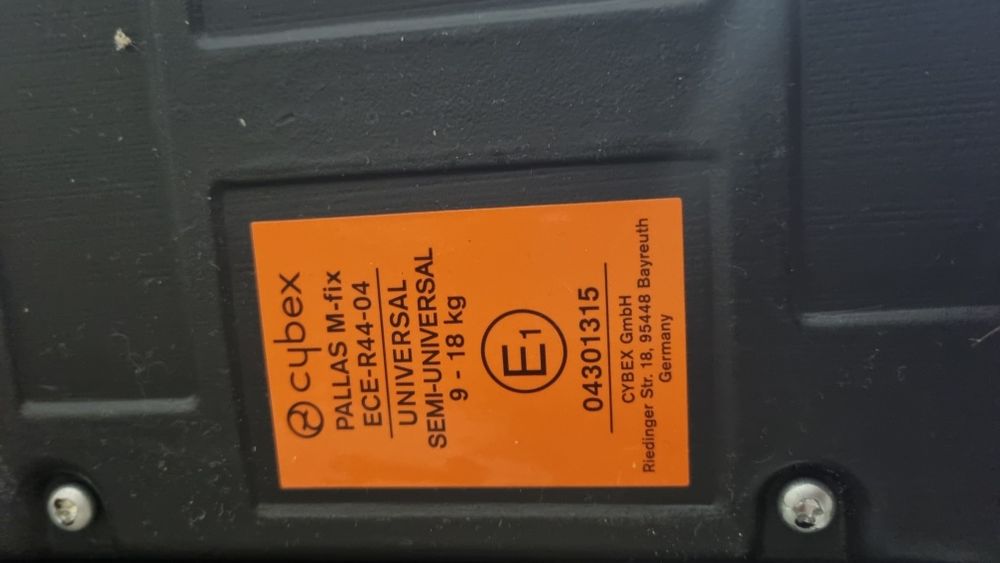 cybex
PALLAS M-fix
ECE-R44-04
UNIVERSAL
SEMI-UNIVERSAL
9 - 18 kg
E1
04301315
CYBEX GmbH
Riedinger Str. 18, 95448 Bayreuth
Germany